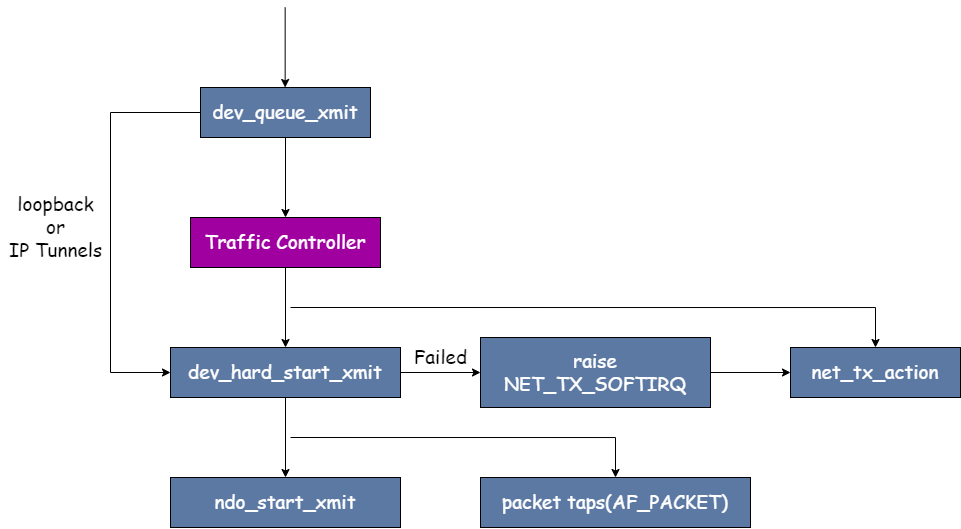 dev_queue_xmit
loopback
or
IP Tunnels
Traffic Controller
dev_hard_start_xmit
Failed
raise
NET_TX_SOFTIRQ
net_tx_action
ndo_start_xmit
packet taps(AF_PACKET)